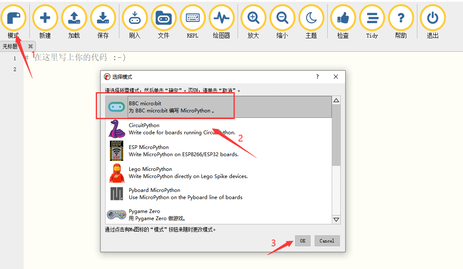 模式 新建 加载 保存 刷入 文件 REPL 绘图器 放大 缩小 主题 检查 Tidy 帮助 退出
无标题
1 # 在这里写上你的代码 :-)
选择模式
请选择所需模式，然后单击“确定”。否则，请单击“取消”。
BBC micro:bit
为 BBC micro:bit 编写 MicroPython 。
CircuitPython
Write code for boards running CircuitPython.
ESP MicroPython
Write MicroPython on ESP8266/ESP32 boards.
Lego MicroPython
Write MicroPython directly on Lego Spike devices.
Pyboard MicroPython
Use MicroPython on the Pyboard line of boards
Pygame Zero
用 Pygame Zero 做游戏。
通过点击有Mu图标的“模式”按钮来随时更改模式。
OK Cancel
1
2
3